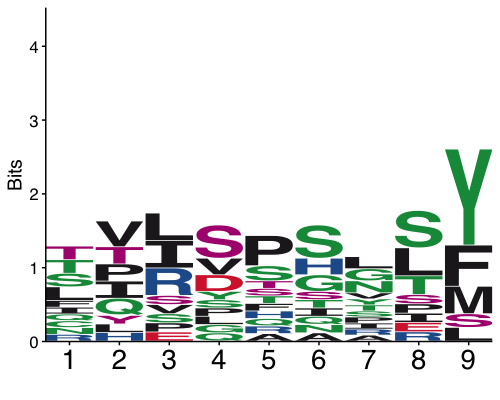 Bits
4
3
2
1
0
T T S L
V T P I Q Y L
L I R S V S P E
S V D Y S P L G
P S T S T F H Q R A
S H G S T I Q N A
L G N V
S L T S P I E R
Y F M S L
1 2 3 4 5 6 7 8 9